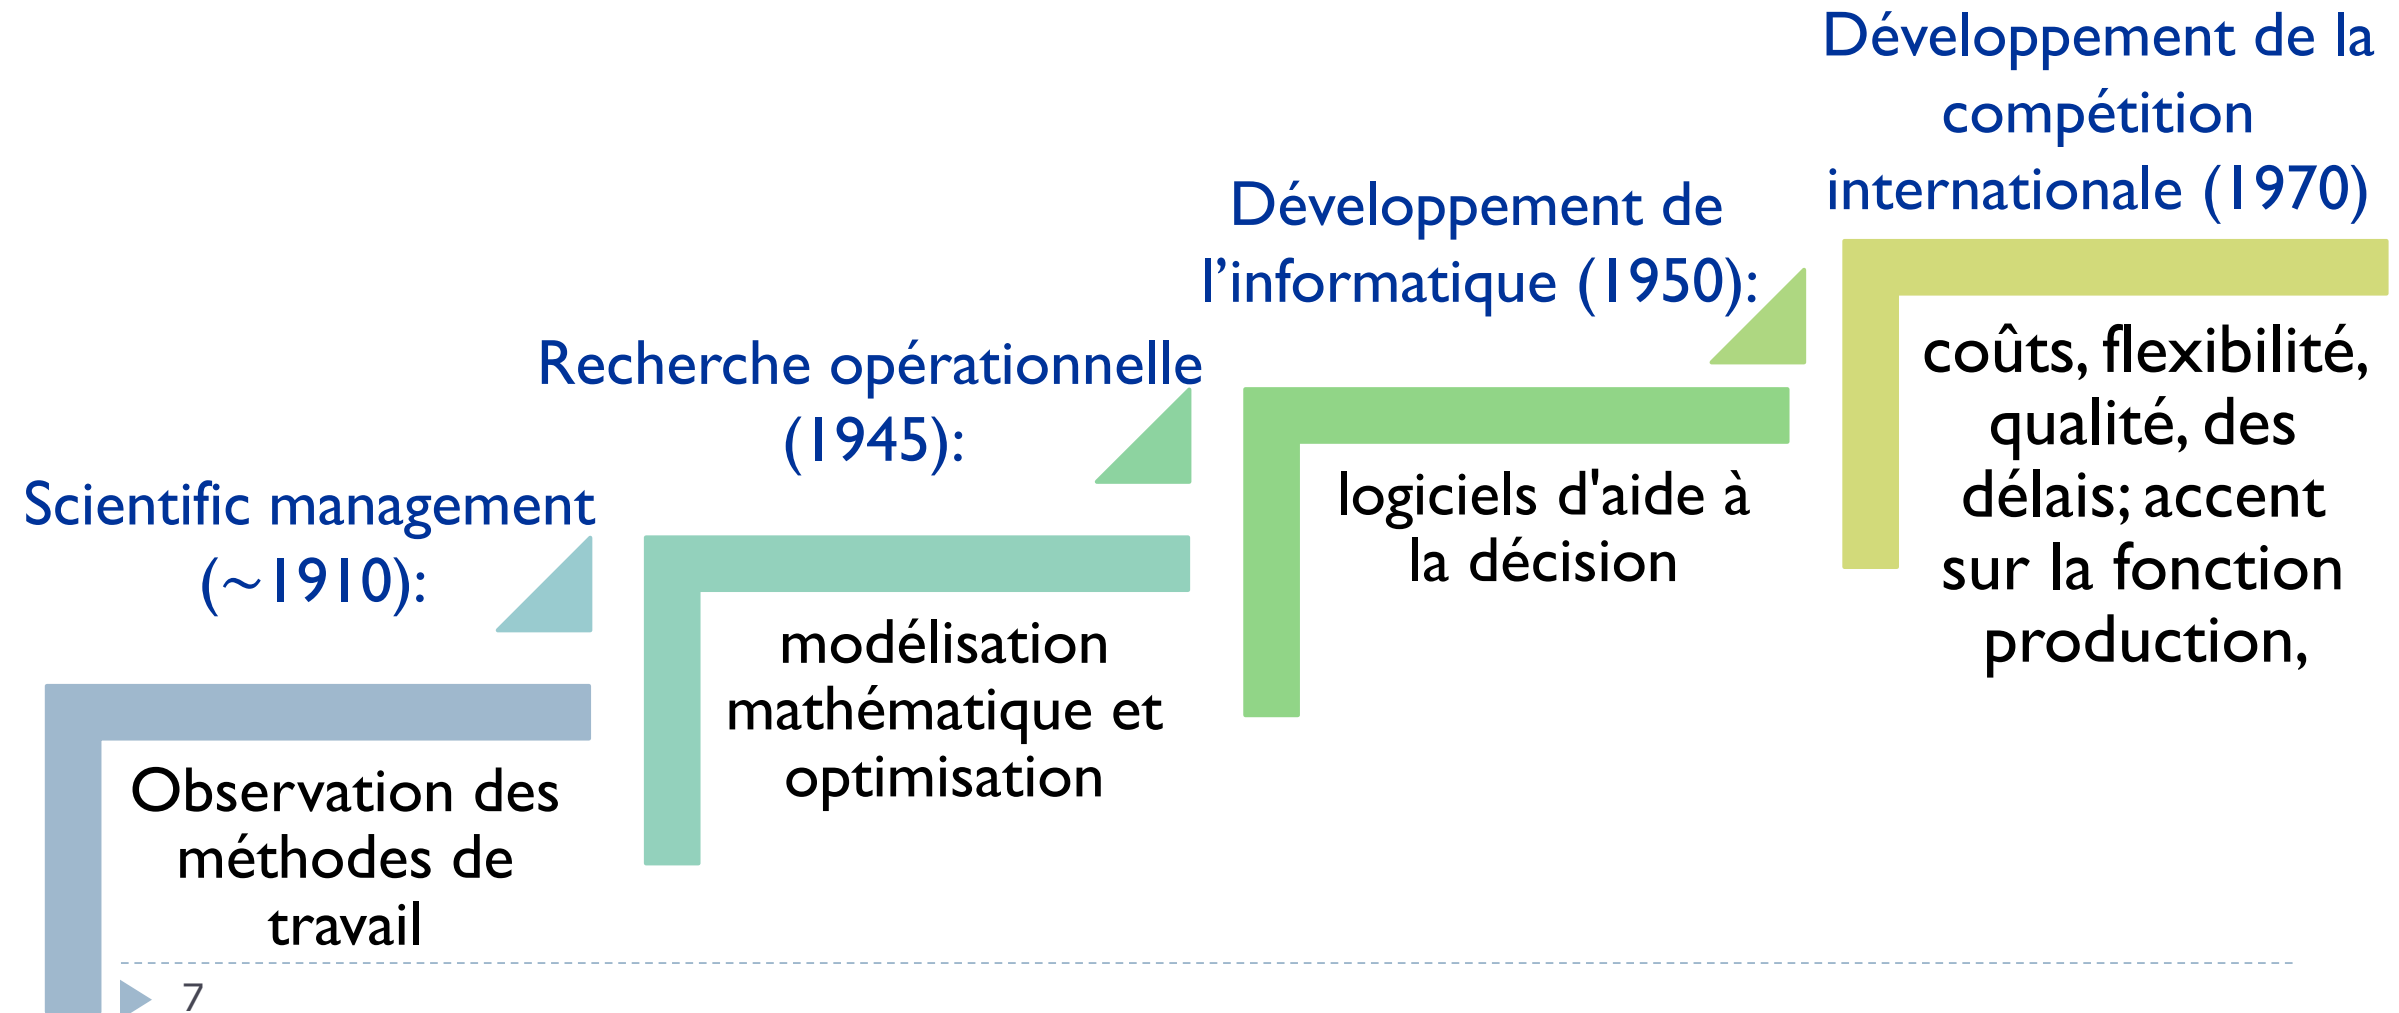 Scientific management
(~1910):
Observation des
méthodes de
travail
Recherche opérationnelle
(1945):
modélisation
mathématique et
optimisation
Développement de
l’informatique (1950):
logiciels d'aide à
la décision
Développement de la
compétition
internationale (1970)
coûts, flexibilité,
qualité, des
délais; accent
sur la fonction
production,
7